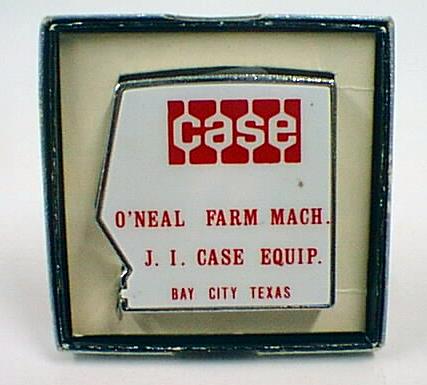 case
O'NEAL FARM MACH.
J. I. CASE EQUIP.
BAY CITY TEXAS